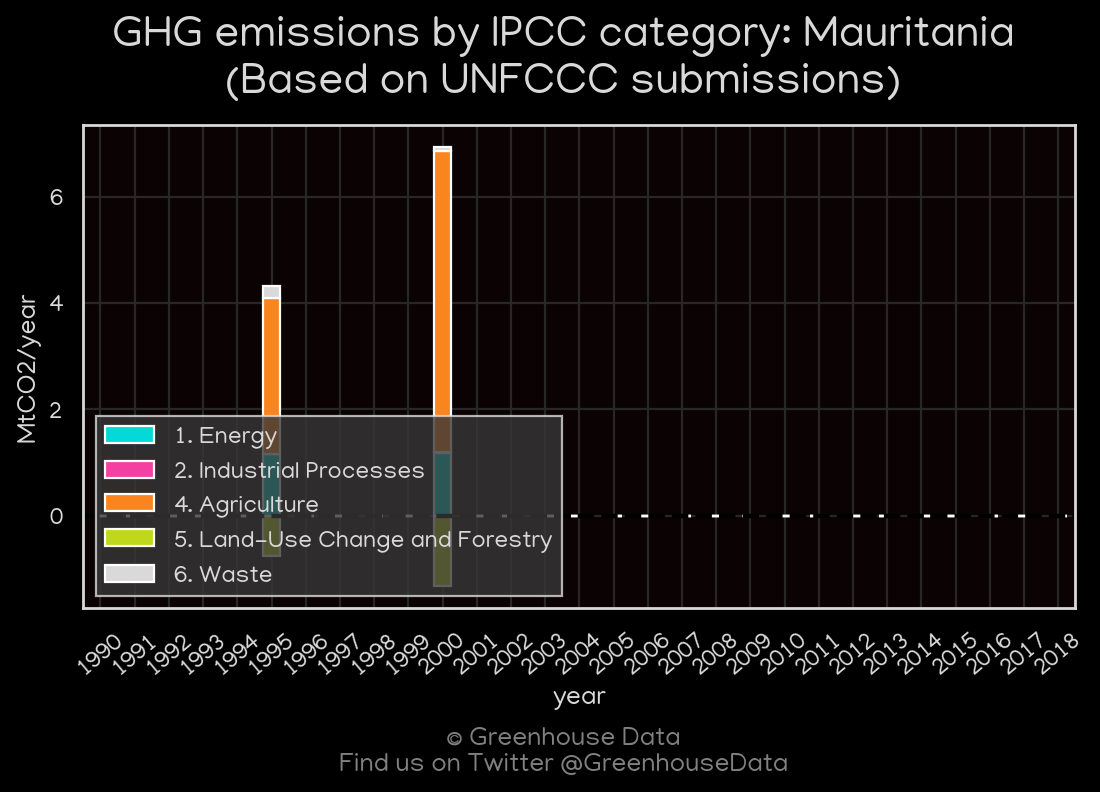 GHG emissions by IPCC category: Mauritania
(Based on UNFCCC submissions)
MtCO2/year
6
4
2
0
1. Energy
2. Industrial Processes
4. Agriculture
5. Land-Use Change and Forestry
6. Waste
1990 1991 1992 1993 1994 1995 1996 1997 1998 1999 2000 2001 2002 2003 2004 2005 2006 2007 2008 2009 2010 2011 2012 2013 2014 2015 2016 2017 2018
year
© Greenhouse Data
Find us on Twitter @GreenhouseData